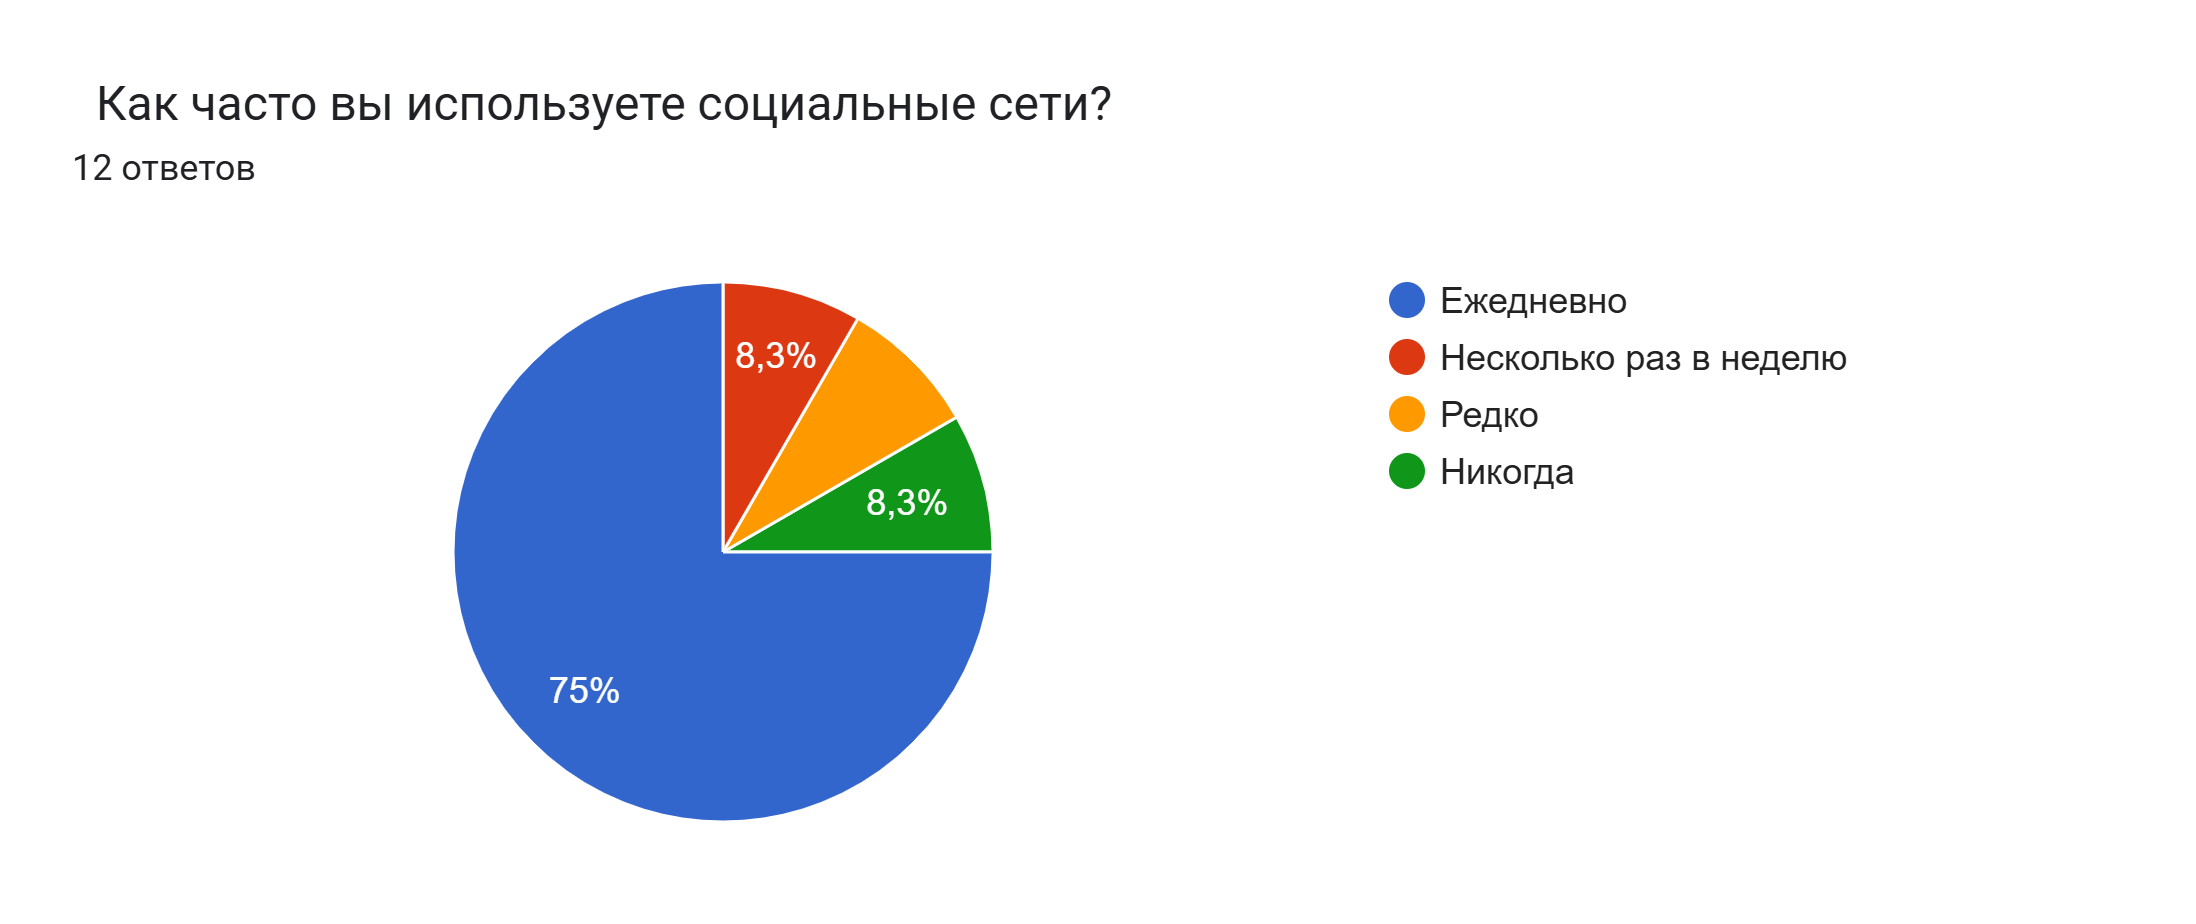 Как часто вы используете социальные сети?
12 ответов
8,3%
8,3%
75%
Ежедневно
Несколько раз в неделю
Редко
Никогда